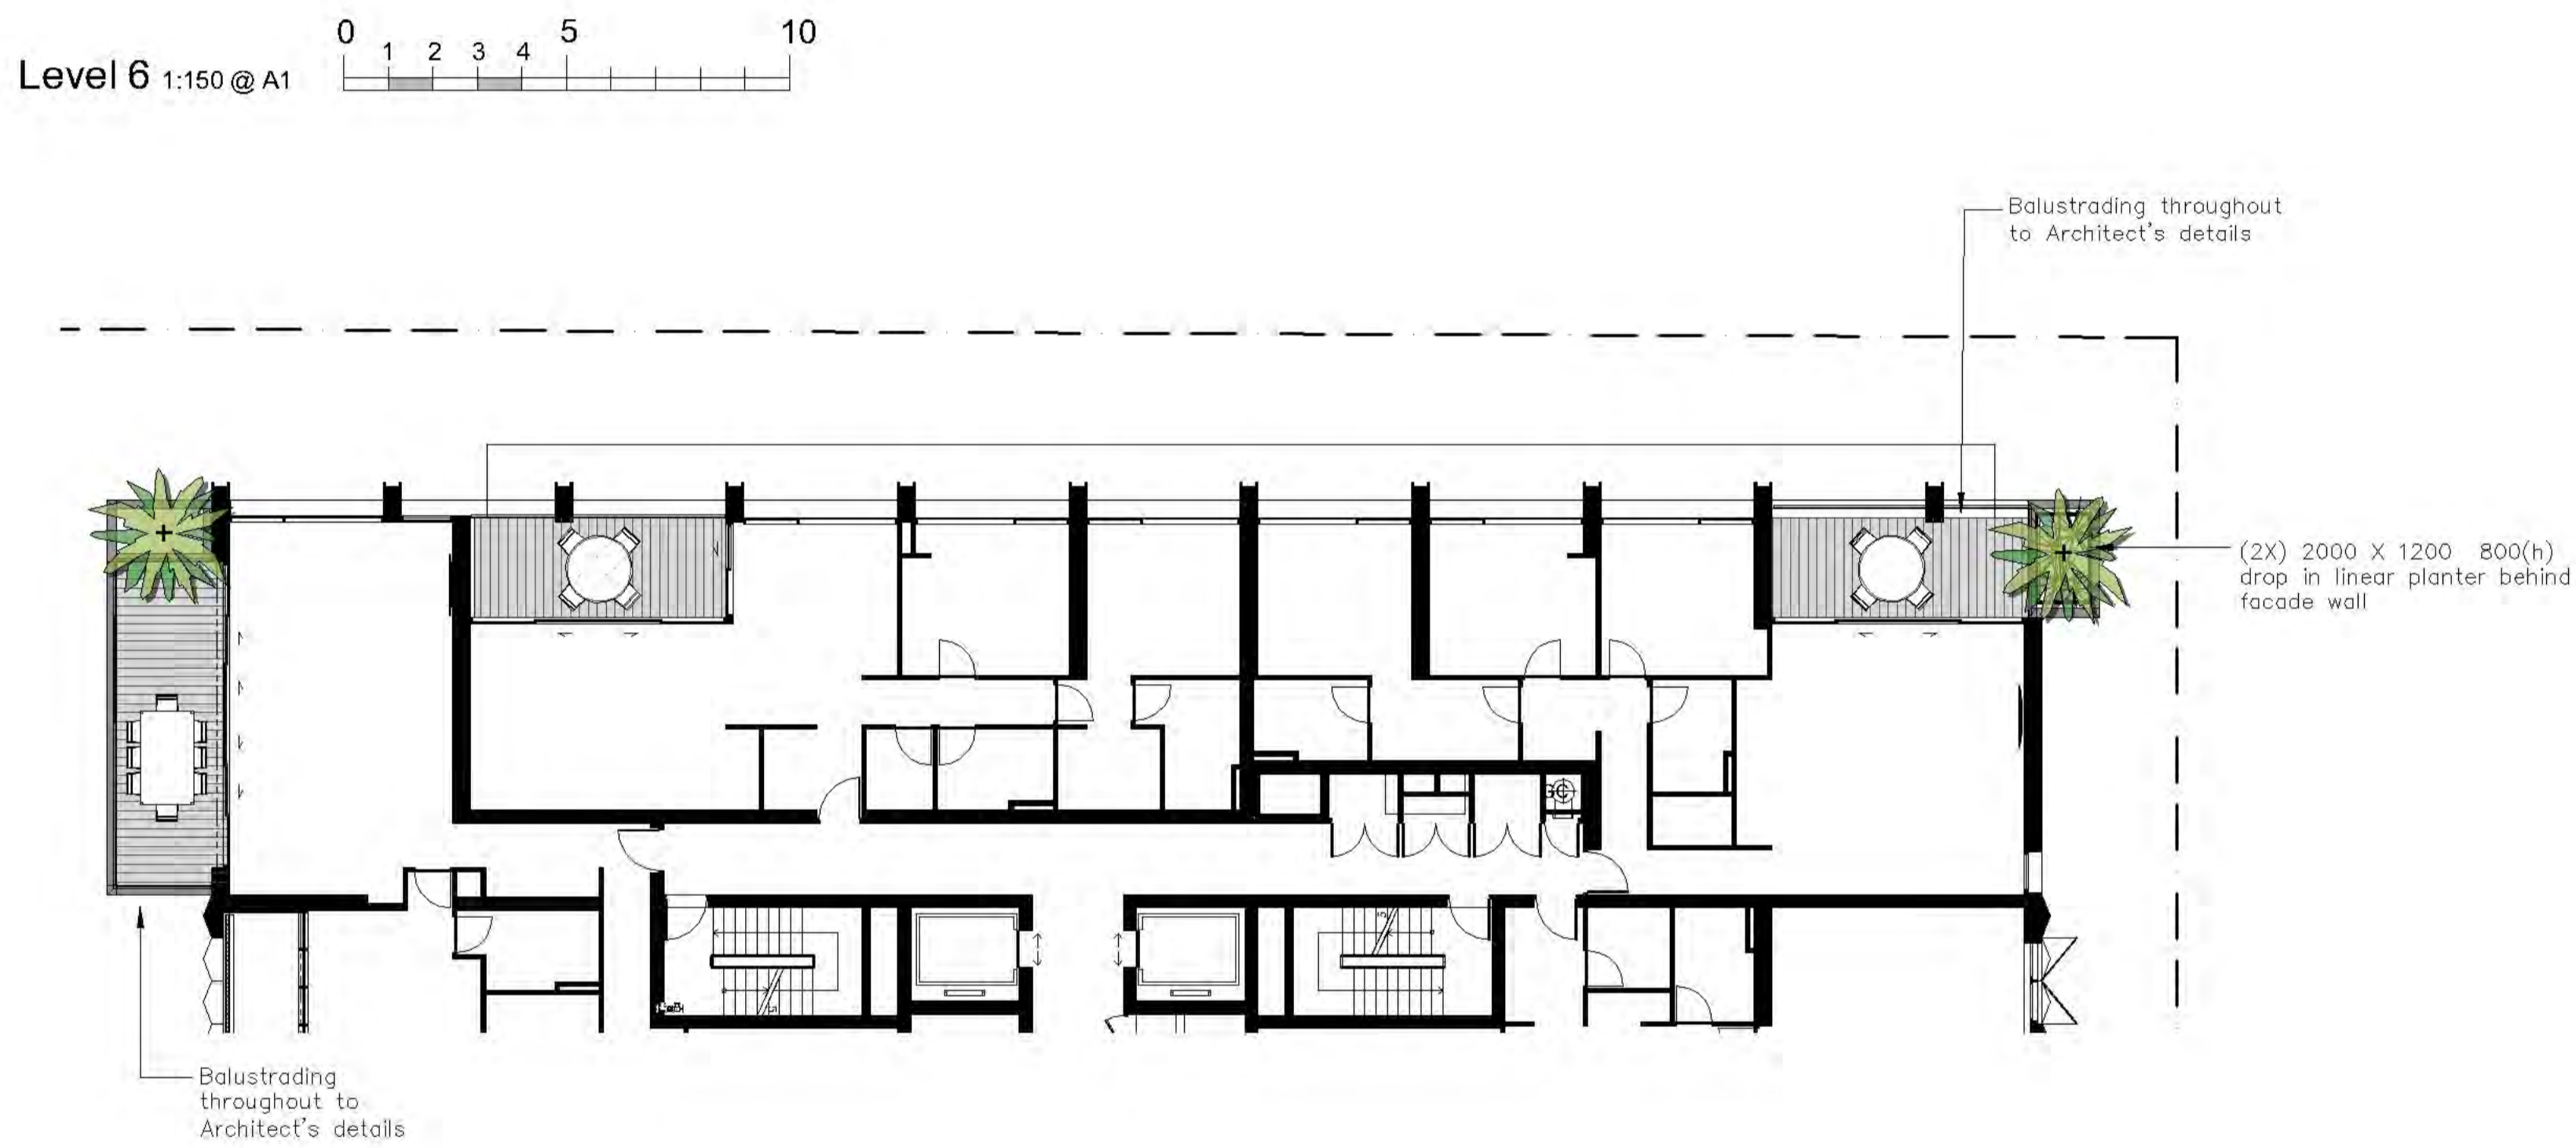 0 5 10
1 2 3 4
Level 6 1:150 @ A1
Balustrading throughout
to Architect's details
(2X) 2000 X 1200 800(h)
drop in linear planter behind
facade wall
Balustrading
throughout to
Architect's details